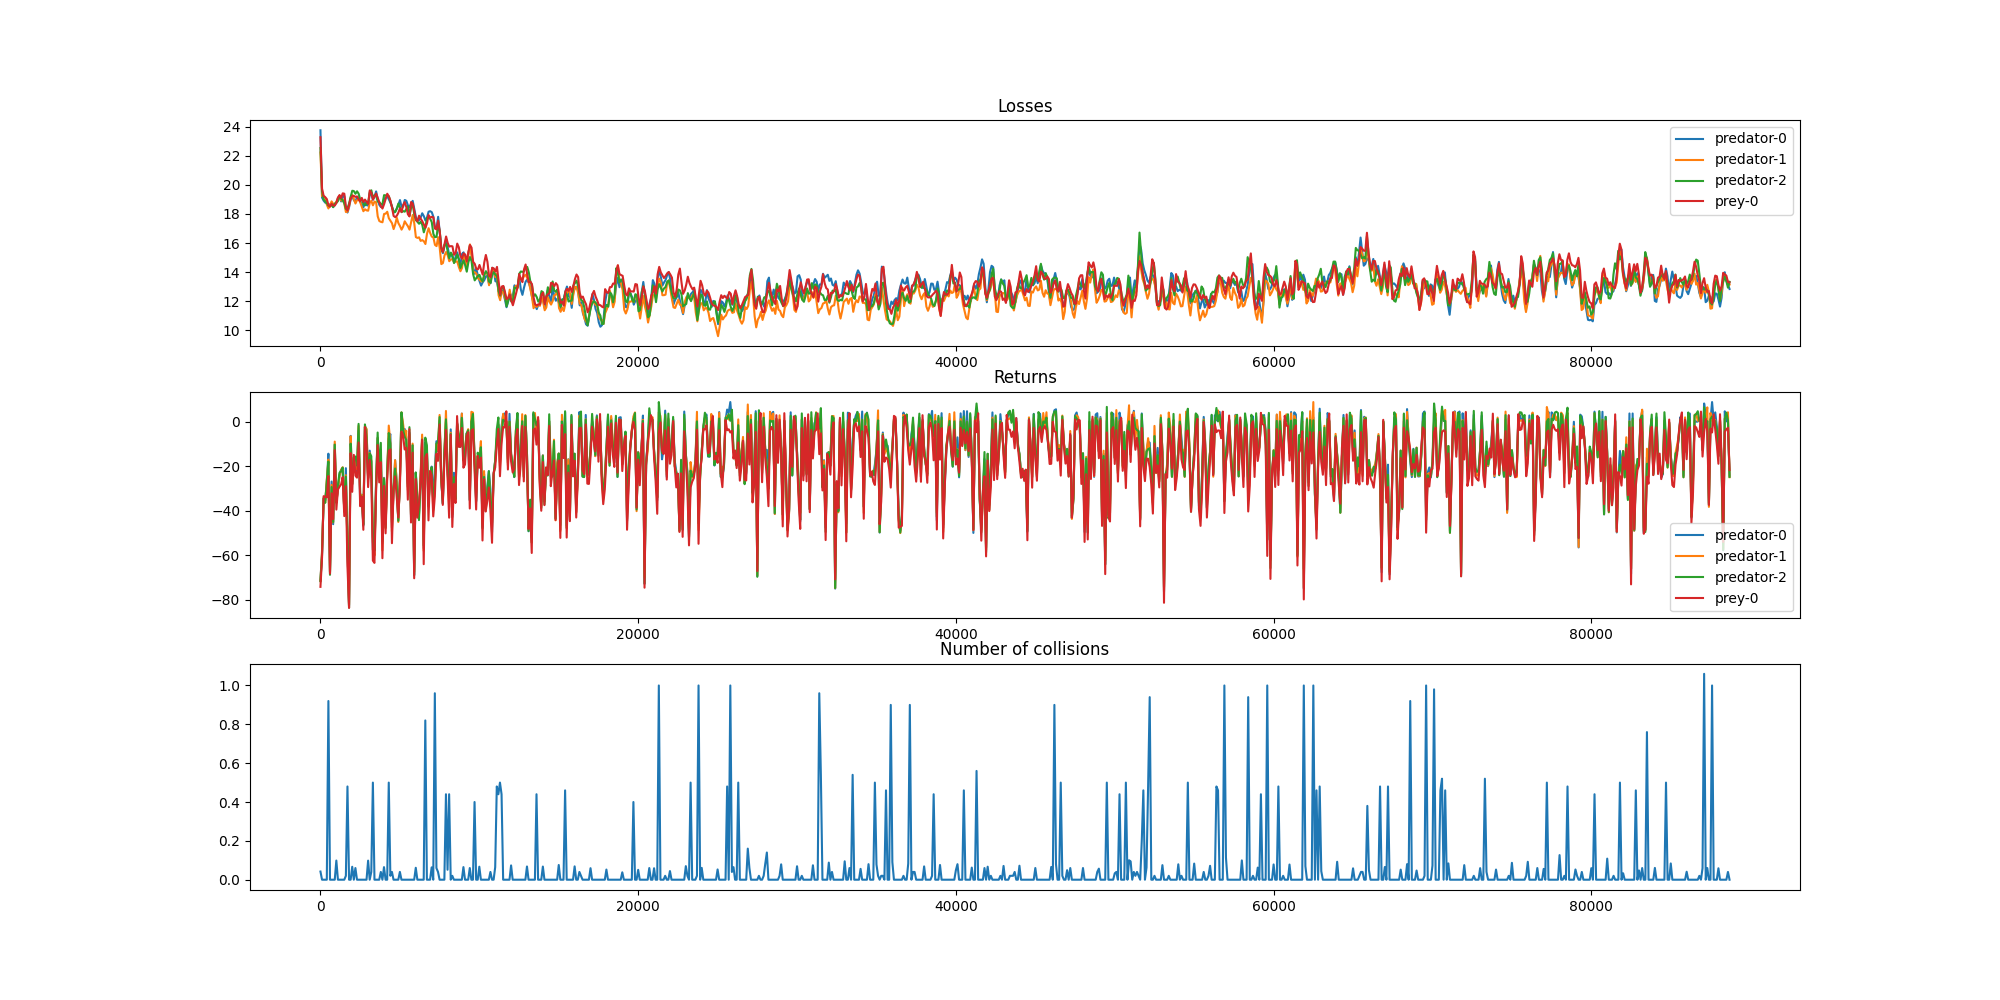 Losses
24
22
20
18
16
14
12
10
predator-0
predator-1
predator-2
prey-0
0 20000 40000 60000 80000
Returns
0
−20
−40
−60
−80
predator-0
predator-1
predator-2
prey-0
0 20000 40000 60000 80000
Number of collisions
1.0
0.8
0.6
0.4
0.2
0.0
0 20000 40000 60000 80000